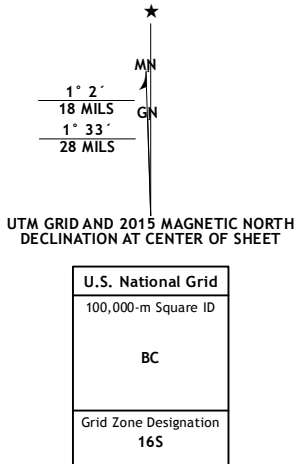 ★
MN
1° 2´
18 MILS
GN
1° 33´
28 MILS
UTM GRID AND 2015 MAGNETIC NORTH
DECLINATION AT CENTER OF SHEET
U.S. National Grid
100,000-m Square ID
BC
Grid Zone Designation
16S